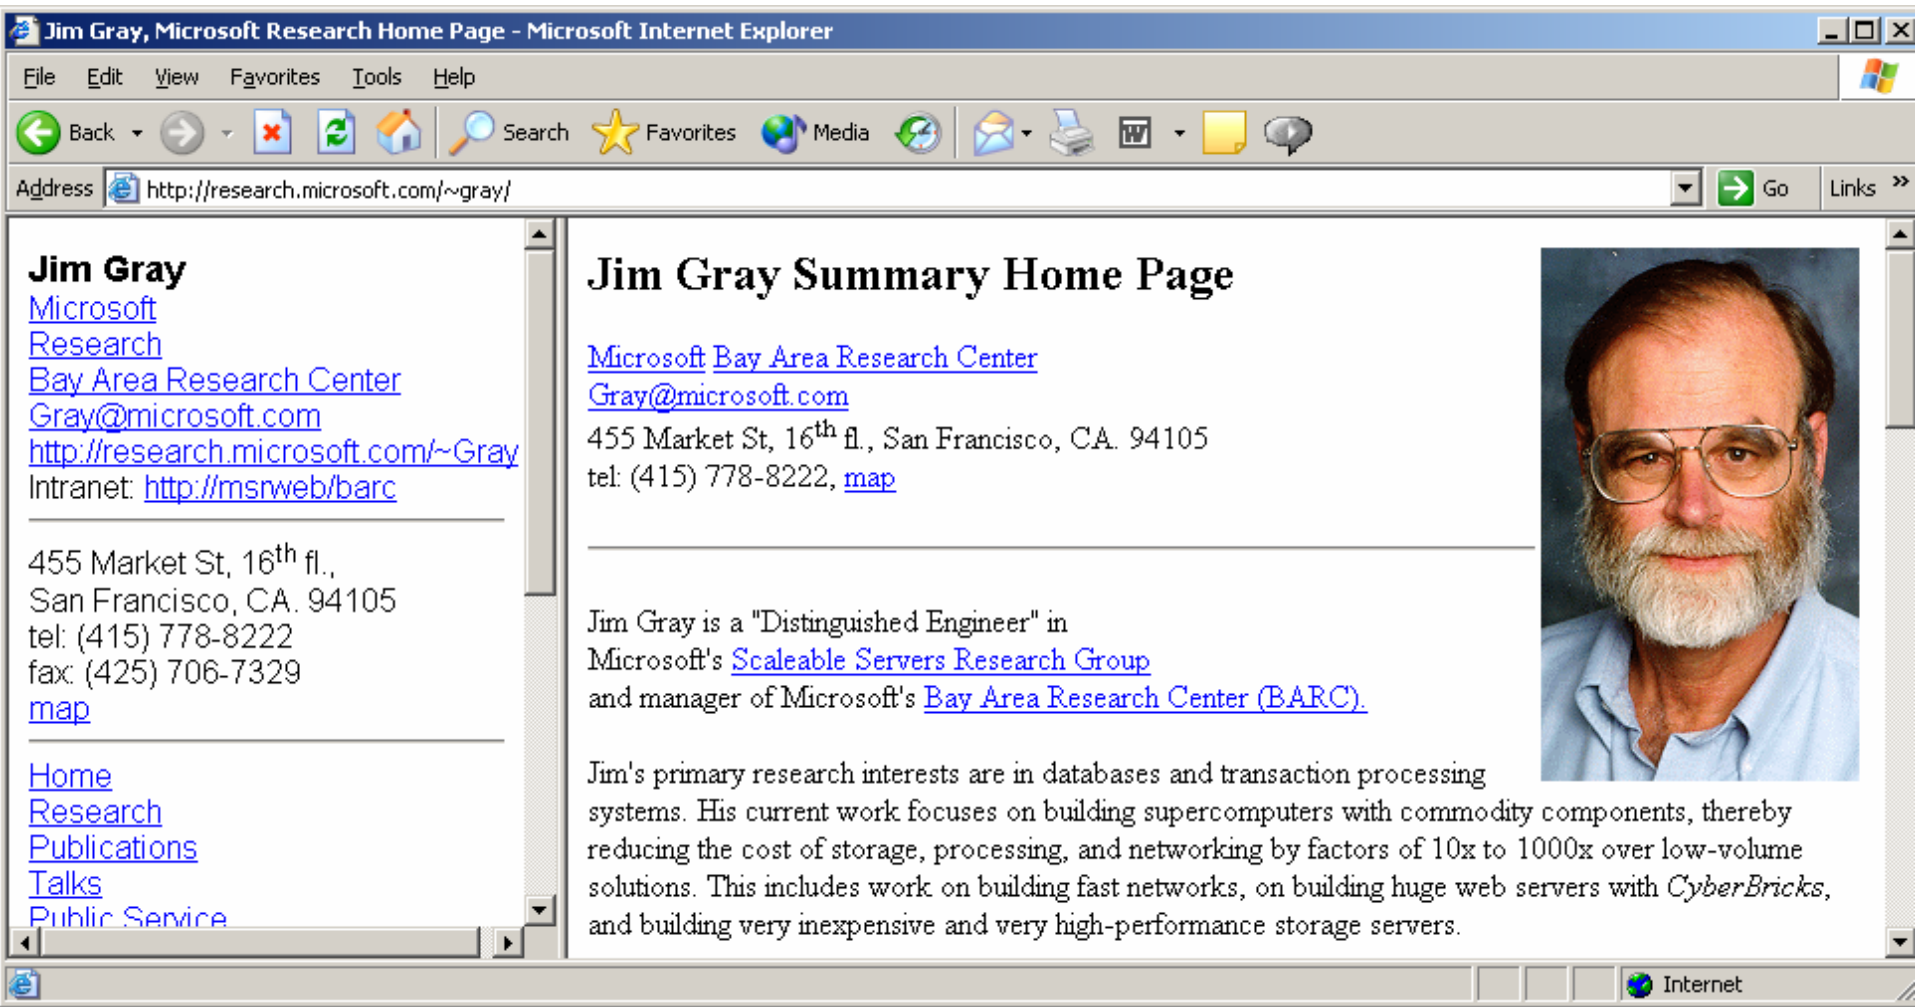 Jim Gray, Microsoft Research Home Page - Microsoft Internet Explorer
File Edit View Favorites Tools Help
Back Search Favorites Media
Address http://research.microsoft.com/~gray/ Go Links »
Jim Gray
Microsoft
Research
Bay Area Research Center
Gray@microsoft.com
http://research.microsoft.com/~Gray
Intranet: http://msrweb/barc
455 Market St, 16th fl.,
San Francisco, CA. 94105
tel: (415) 778-8222
fax: (425) 706-7329
map
Home
Research
Publications
Talks
Public Service
Jim Gray Summary Home Page
Microsoft Bay Area Research Center
Gray@microsoft.com
455 Market St, 16th fl., San Francisco, CA. 94105
tel: (415) 778-8222, map
Jim Gray is a "Distinguished Engineer" in
Microsoft's Scaleable Servers Research Group
and manager of Microsoft's Bay Area Research Center (BARC).
Jim's primary research interests are in databases and transaction processing
systems. His current work focuses on building supercomputers with commodity components, thereby
reducing the cost of storage, processing, and networking by factors of 10x to 1000x over low-volume
solutions. This includes work on building fast networks, on building huge web servers with CyberBricks,
and building very inexpensive and very high-performance storage servers.
Internet